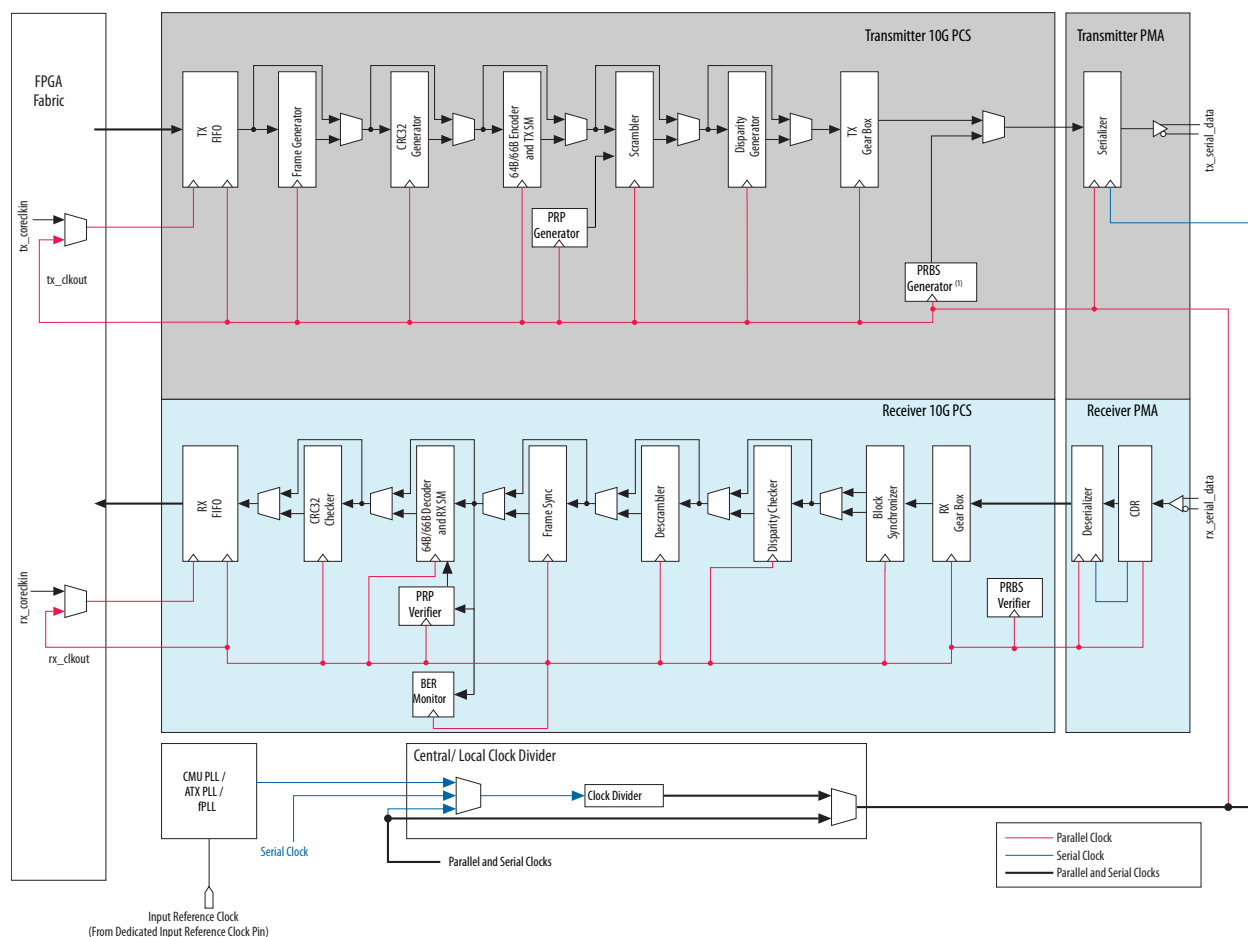 Transmitter 10G PCS
Transmitter PMA
FPGA
Fabric
TX
FIFO
Frame Generator
CRC32
Generator
64B/66B Encoder
and TX SM
Scrambler
Disparity
Generator
TX
Gear Box
Serializer
tx_serial_data
PRP
Generator
tx_coreclkin
tx_clkout
PRBS
Generator (1)
Receiver 10G PCS
Receiver PMA
RX
FIFO
CRC32
Checker
64B/66B Decoder
and RX SM
Frame Sync
Descrambler
Disparity Checker
Block
Synchronizer
RX
Gear Box
Deserializer
CDR
rx_serial_data
rx_coreclkin
rx_clkout
PRP
Verifier
PRBS
Verifier
BER
Monitor
CMU PLL /
ATX PLL /
fPLL
Central/ Local Clock Divider
Clock Divider
Serial Clock
Parallel and Serial Clocks
Input Reference Clock
(From Dedicated Input Reference Clock Pin)
Parallel Clock
Serial Clock
Parallel and Serial Clocks